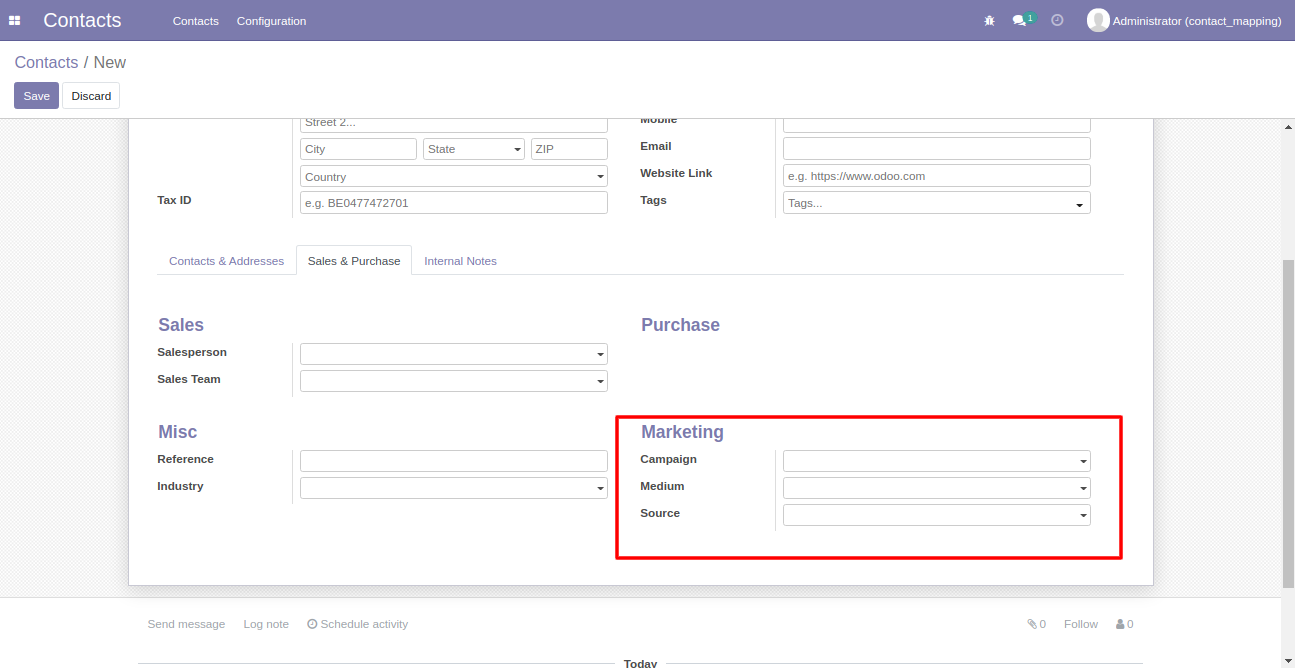 Contacts Contacts Configuration 1 Administrator (contact_mapping)
Contacts / New
Save Discard
Street 2... Mobile
City State ZIP Email
Country Website Link e.g. https://www.odoo.com
Tax ID e.g. BE0477472701 Tags Tags...
Contacts & Addresses Sales & Purchase Internal Notes
Sales Purchase
Salesperson
Sales Team
Misc Marketing
Reference Campaign
Industry Medium
Source
Send message Log note Schedule activity 0 Follow 0
Today